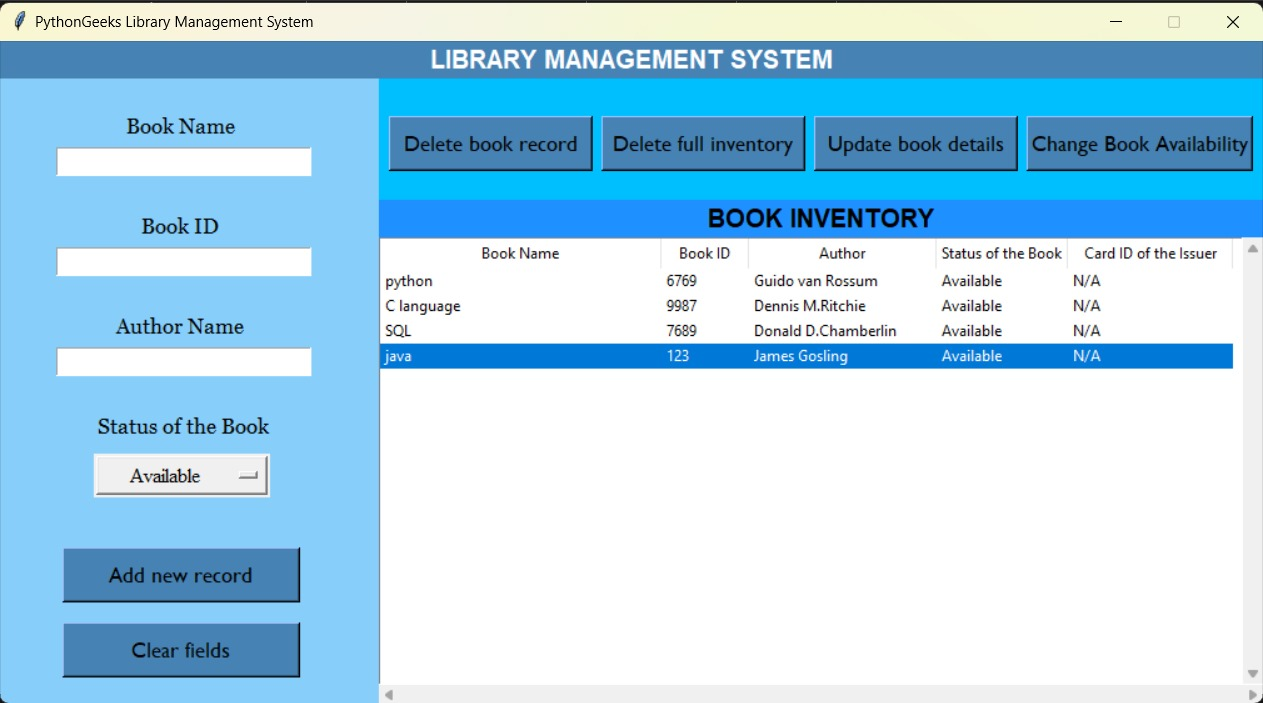 PythonGeeks Library Management System
LIBRARY MANAGEMENT SYSTEM
Book Name
Book ID
Author Name
Status of the Book
Available
Add new record
Clear fields
Delete book record Delete full inventory Update book details Change Book Availability
BOOK INVENTORY
Book Name Book ID Author Status of the Book Card ID of the Issuer
python 6769 Guido van Rossum Available N/A
C language 9987 Dennis M.Ritchie Available N/A
SQL 7689 Donald D.Chamberlin Available N/A
java 123 James Gosling Available N/A